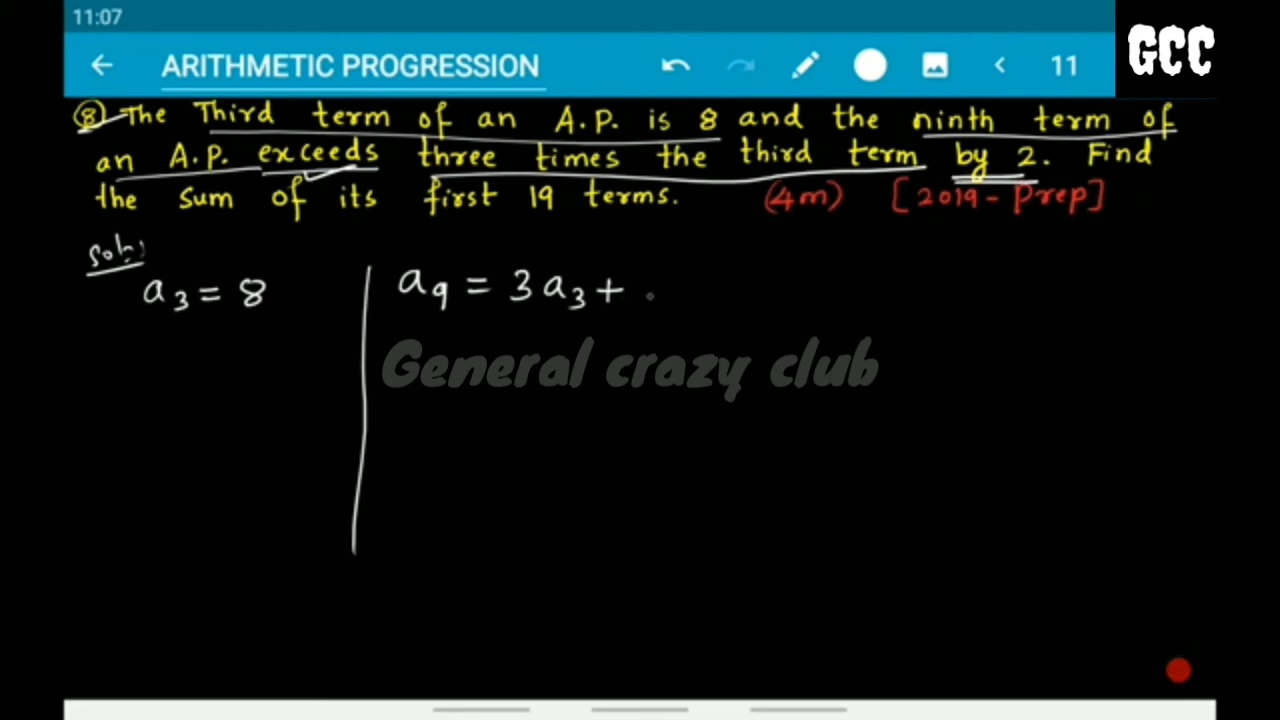 11:07
ARITHMETIC PROGRESSION
11
GCC
8 The Third term of an A.P. is 8 and the ninth term of
an A.P. exceeds three times the third term by 2. Find
the sum of its first 19 terms. (4m) [2019 - Prep]
Soln:
a₃ = 8
a₉ = 3a₃ +
General crazy club